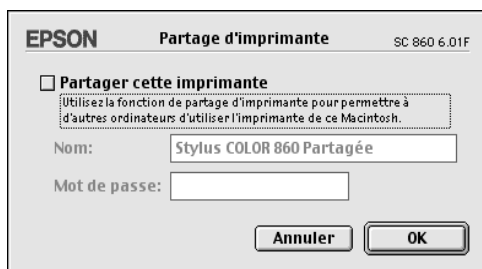 EPSON Partage d'imprimante SC 860 6.01F
Partager cette imprimante
Utilisez la fonction de partage d'imprimante pour permettre à
d'autres ordinateurs d'utiliser l'imprimante de ce Macintosh.
Nom: Stylus COLOR 860 Partagée
Mot de passe:
Annuler OK